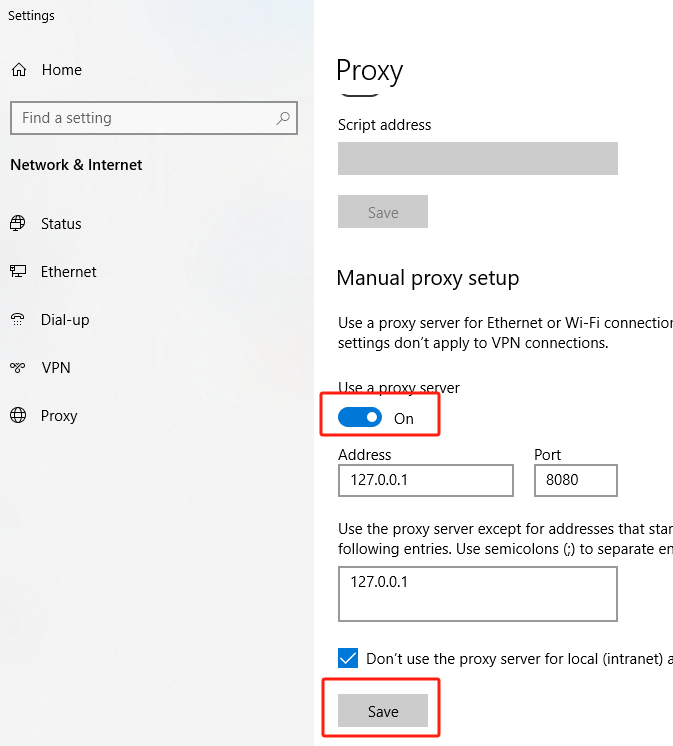 Settings
Home
Find a setting
Network & Internet
Status
Ethernet
Dial-up
VPN
Proxy
Proxy
Script address
Save
Manual proxy setup
Use a proxy server for Ethernet or Wi-Fi
settings don't apply to VPN connections.
Use a proxy server
On
Address Port
127.0.0.1 8080
Use the proxy server except for addresses that
following entries. Use semicolons (;) to separate
127.0.0.1
Don't use the proxy server for local (intranet)
Save